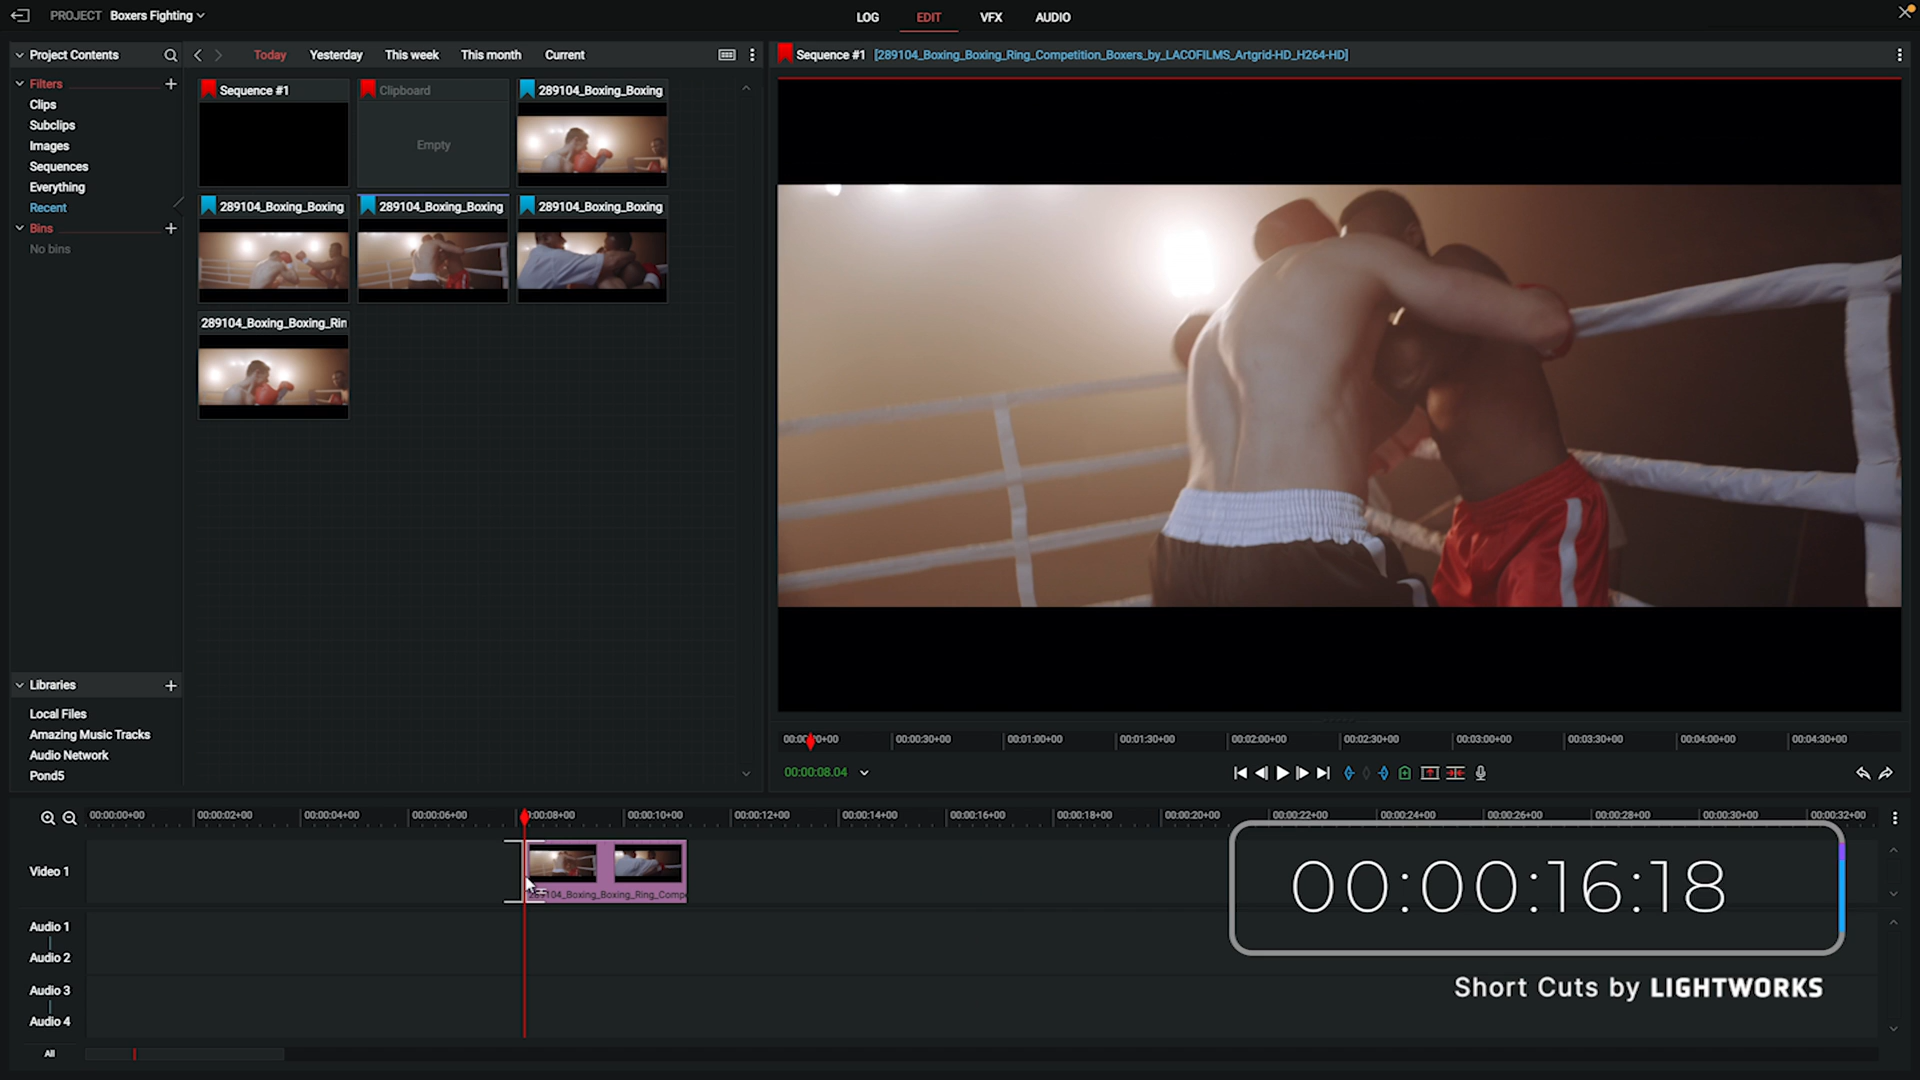 PROJECT Boxers Fighting
LOG EDIT VFX AUDIO
Project Contents
Today Yesterday This week This month Current
Sequence #1 [289104_Boxing_Boxing_Ring_Competition_Boxers_by_LACOFILMS_Artgrid-HD_H264-HD]
Filters
Clips
Subclips
Images
Sequences
Everything
Recent
Bins
No bins
Sequence #1
Clipboard
Empty
289104_Boxing_Boxing
289104_Boxing_Boxing
289104_Boxing_Boxing
289104_Boxing_Boxing
289104_Boxing_Boxing_Rin
Libraries
Local Files
Amazing Music Tracks
Audio Network
Pond5
00:00:30+00 00:01:00+00 00:01:30+00 00:02:00+00 00:02:30+00 00:03:00+00 00:03:30+00 00:04:00+00 00:04:30+00
00:00:08.04
00:00:00+00 00:00:02+00 00:00:04+00 00:00:06+00 0:00:08+00 00:00:10+00 00:00:12+00 00:00:14+00 00:00:16+00 00:00:18+00 00:00:20+00 00:00:22+00 00:00:24+00 00:00:26+00 00:00:28+00 00:00:30+00 00:00:32+00
Video 1
104_Boxing_Boxing_Ring_Compe
Audio 1
Audio 2
Audio 3
Audio 4
All
00:00:16:18
Short Cuts by LIGHTWORKS